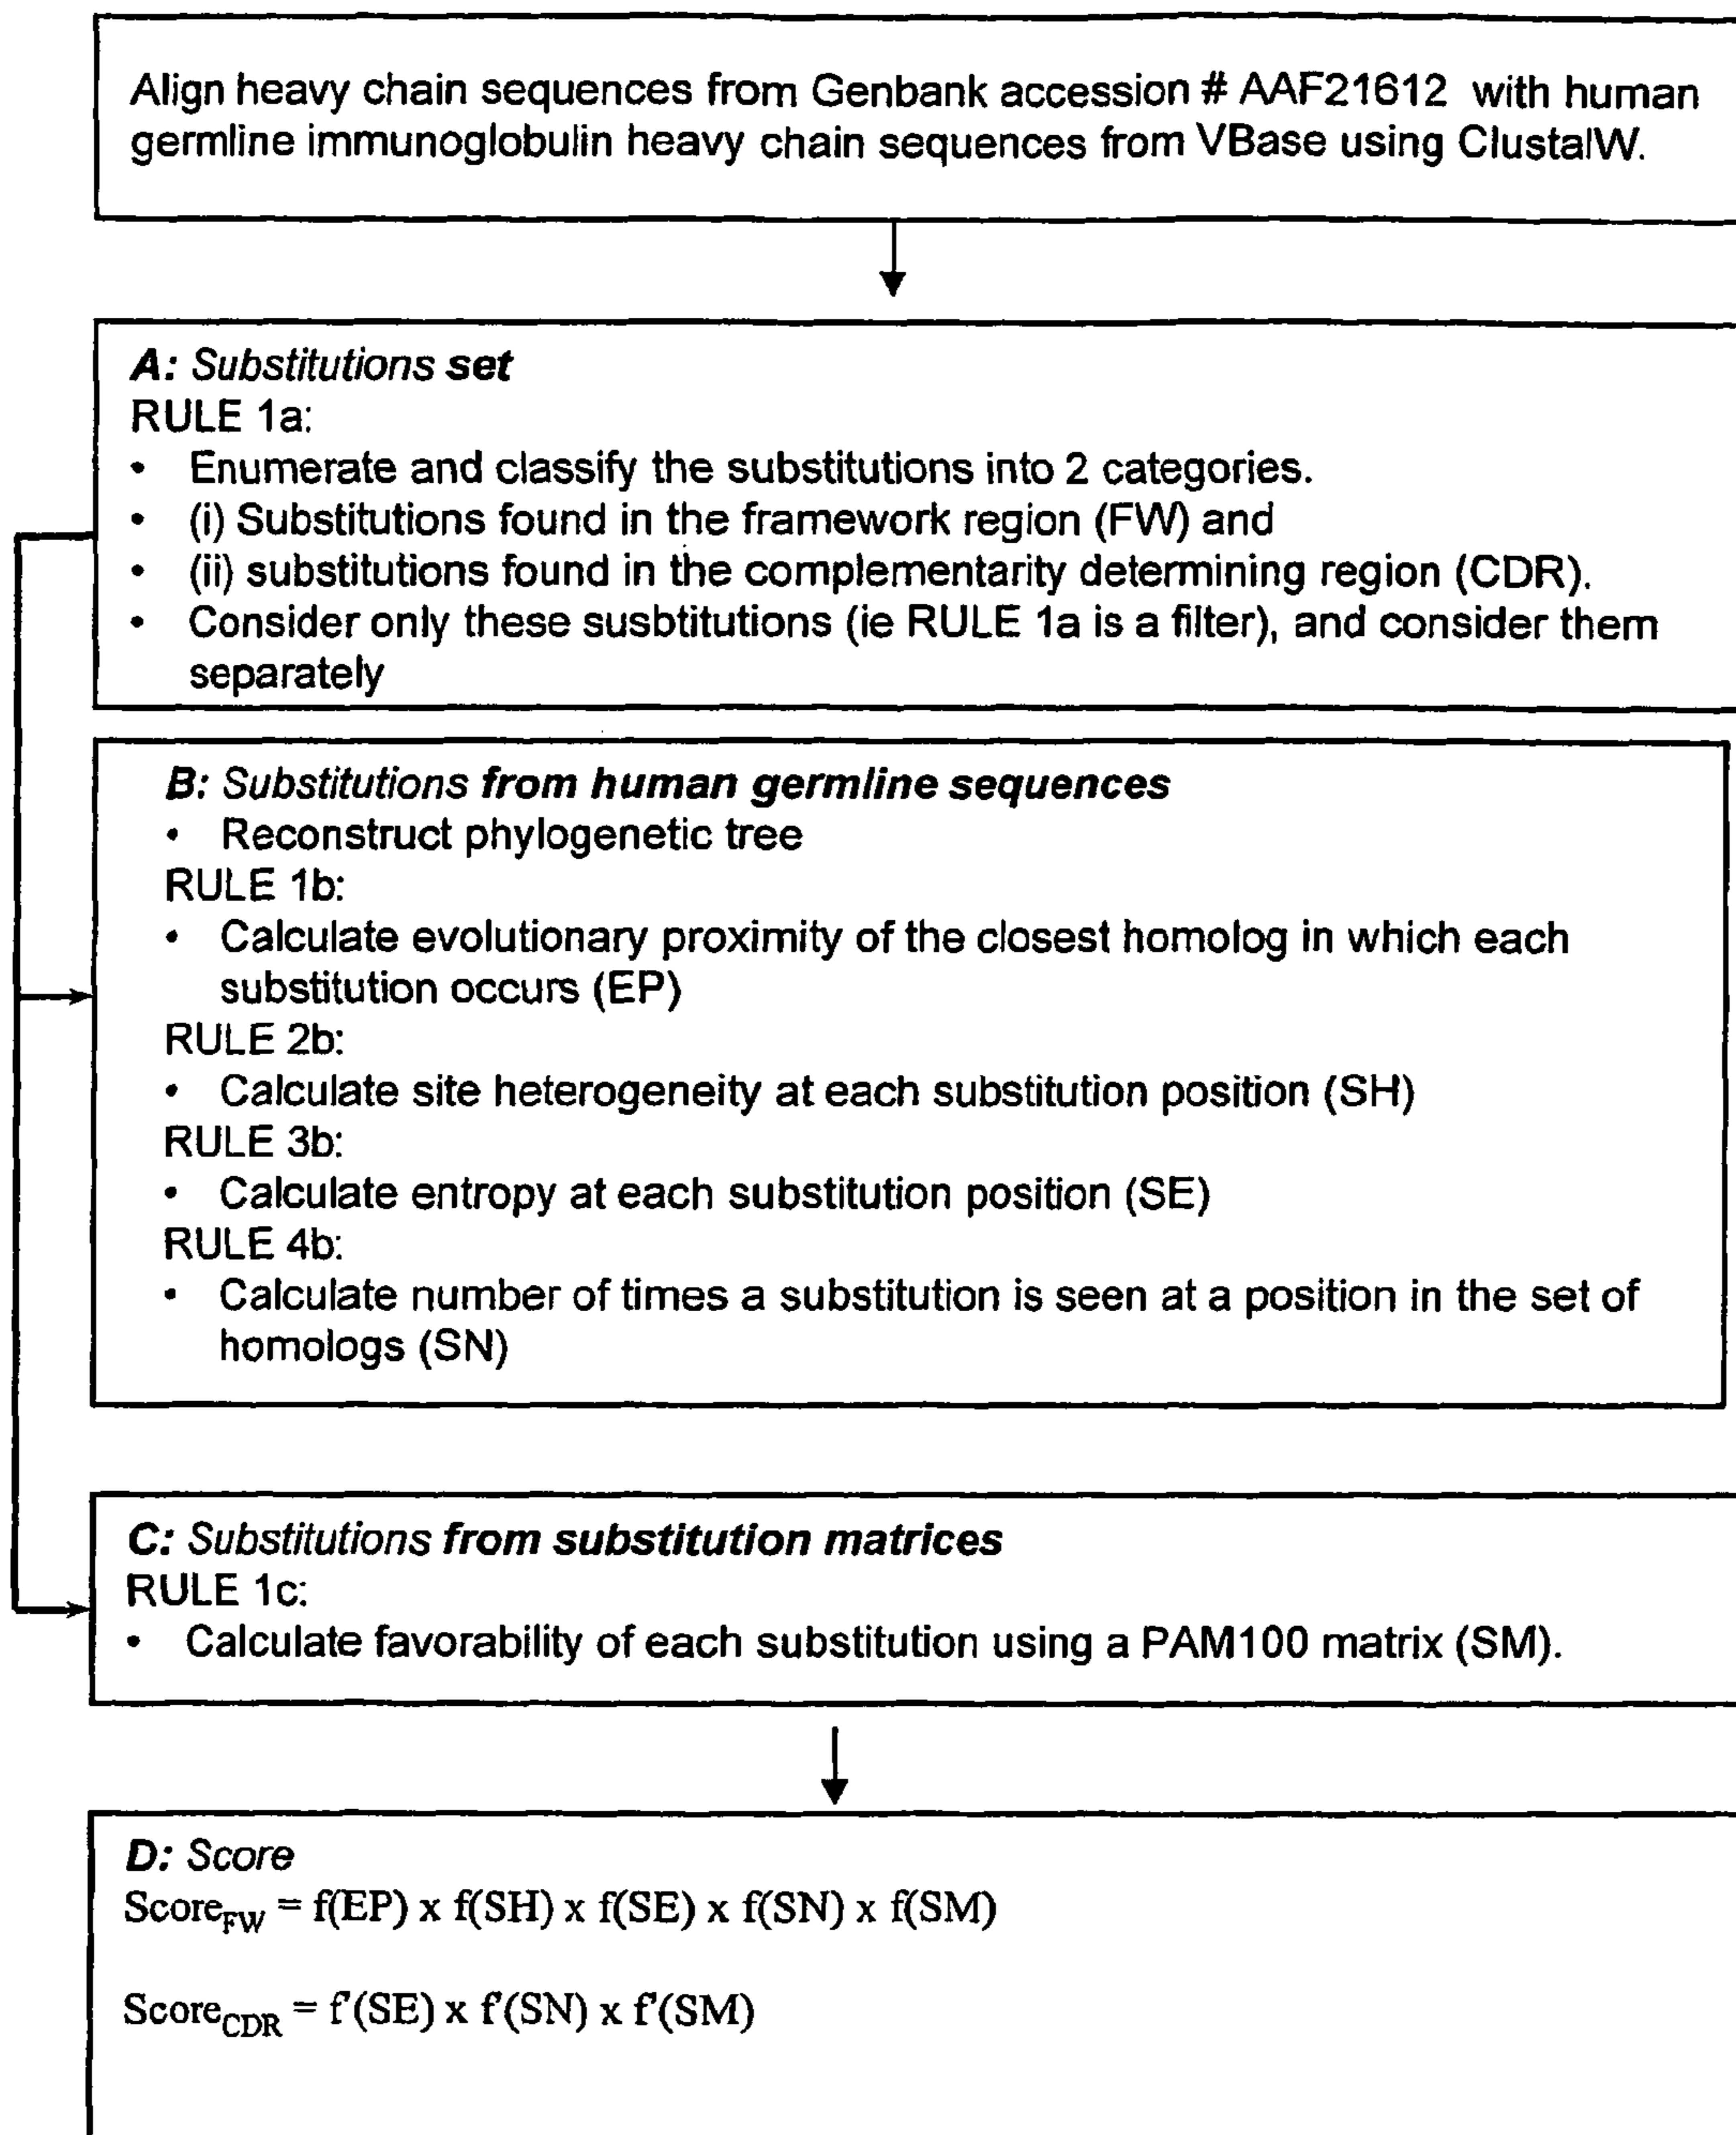 Align heavy chain sequences from Genbank accession # AAF21612 with human
germline immunoglobulin heavy chain sequences from VBase using ClustalW.
A: Substitutions set
RULE 1a:
• Enumerate and classify the substitutions into 2 categories.
• (i) Substitutions found in the framework region (FW) and
• (ii) substitutions found in the complementarity determining region (CDR).
• Consider only these susbtitutions (ie RULE 1a is a filter), and consider them
separately
B: Substitutions from human germline sequences
• Reconstruct phylogenetic tree
RULE 1b:
• Calculate evolutionary proximity of the closest homolog in which each
substitution occurs (EP)
RULE 2b:
• Calculate site heterogeneity at each substitution position (SH)
RULE 3b:
• Calculate entropy at each substitution position (SE)
RULE 4b:
• Calculate number of times a substitution is seen at a position in the set of
homologs (SN)
C: Substitutions from substitution matrices
RULE 1c:
• Calculate favorability of each substitution using a PAM100 matrix (SM).
D: Score
Score_FW = f(EP) x f(SH) x f(SE) x f(SN) x f(SM)
Score_CDR = f'(SE) x f'(SN) x f'(SM)